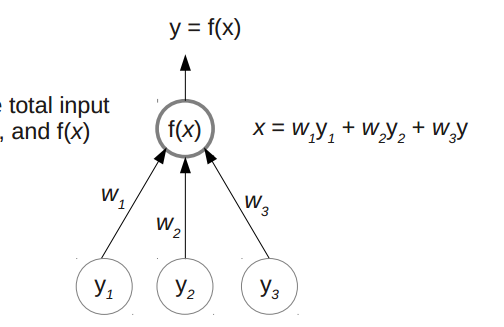 y = f(x)
total input
, and f(x)
f(x)
x = w₁y₁ + w₂y₂ + w₃y
w₁
w₂
w₃
y₁
y₂
y₃